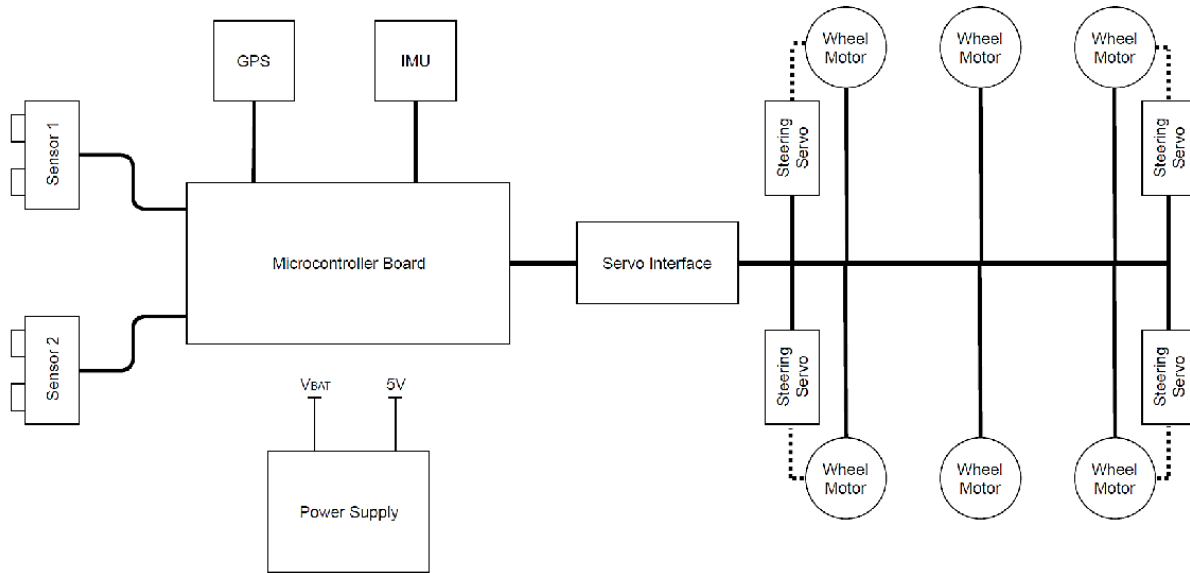 GPS
IMU
Wheel
Motor
Wheel
Motor
Wheel
Motor
Sensor 1
Steering
Servo
Steering
Servo
Microcontroller Board
Servo Interface
Sensor 2
Steering
Servo
Steering
Servo
VBAT
5V
Power Supply
Wheel
Motor
Wheel
Motor
Wheel
Motor